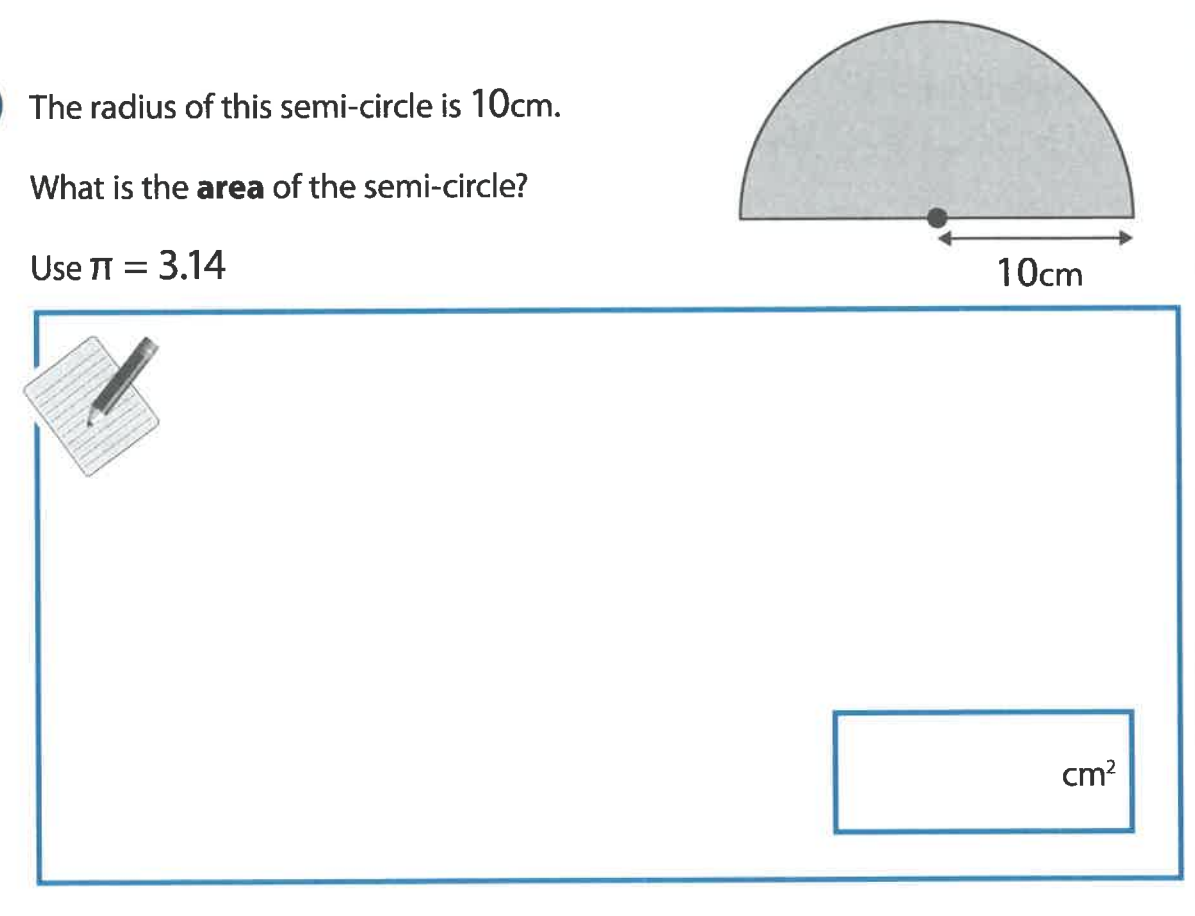 The radius of this semi-circle is 10cm.
What is the area of the semi-circle?
Use π = 3.14
10cm
cm²